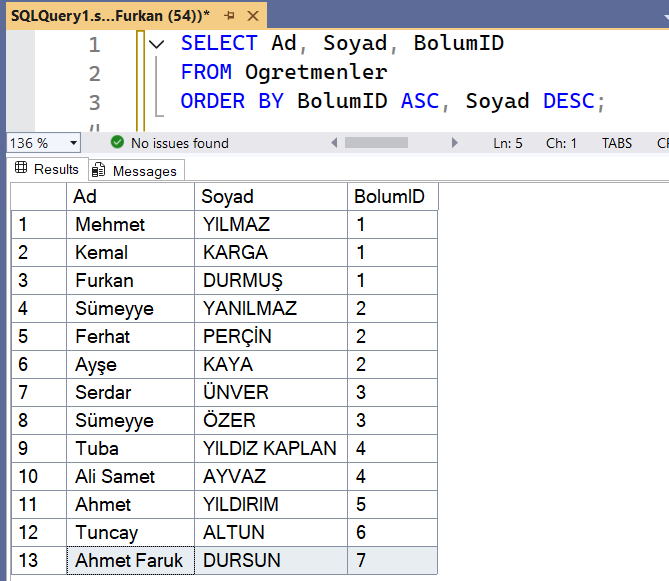 SQLQuery1.s...Furkan (54))*
1 SELECT Ad, Soyad, BolumID
2 FROM Ogretmenler
3 ORDER BY BolumID ASC, Soyad DESC;
136 % No issues found Ln: 5 Ch: 1 TABS
Results Messages
Ad Soyad BolumID
1 Mehmet YILMAZ 1
2 Kemal KARGA 1
3 Furkan DURMUŞ 1
4 Sümeyye YANILMAZ 2
5 Ferhat PERÇİN 2
6 Ayşe KAYA 2
7 Serdar ÜNVER 3
8 Sümeyye ÖZER 3
9 Tuba YILDIZ KAPLAN 4
10 Ali Samet AYVAZ 4
11 Ahmet YILDIRIM 5
12 Tuncay ALTUN 6
13 Ahmet Faruk DURSUN 7